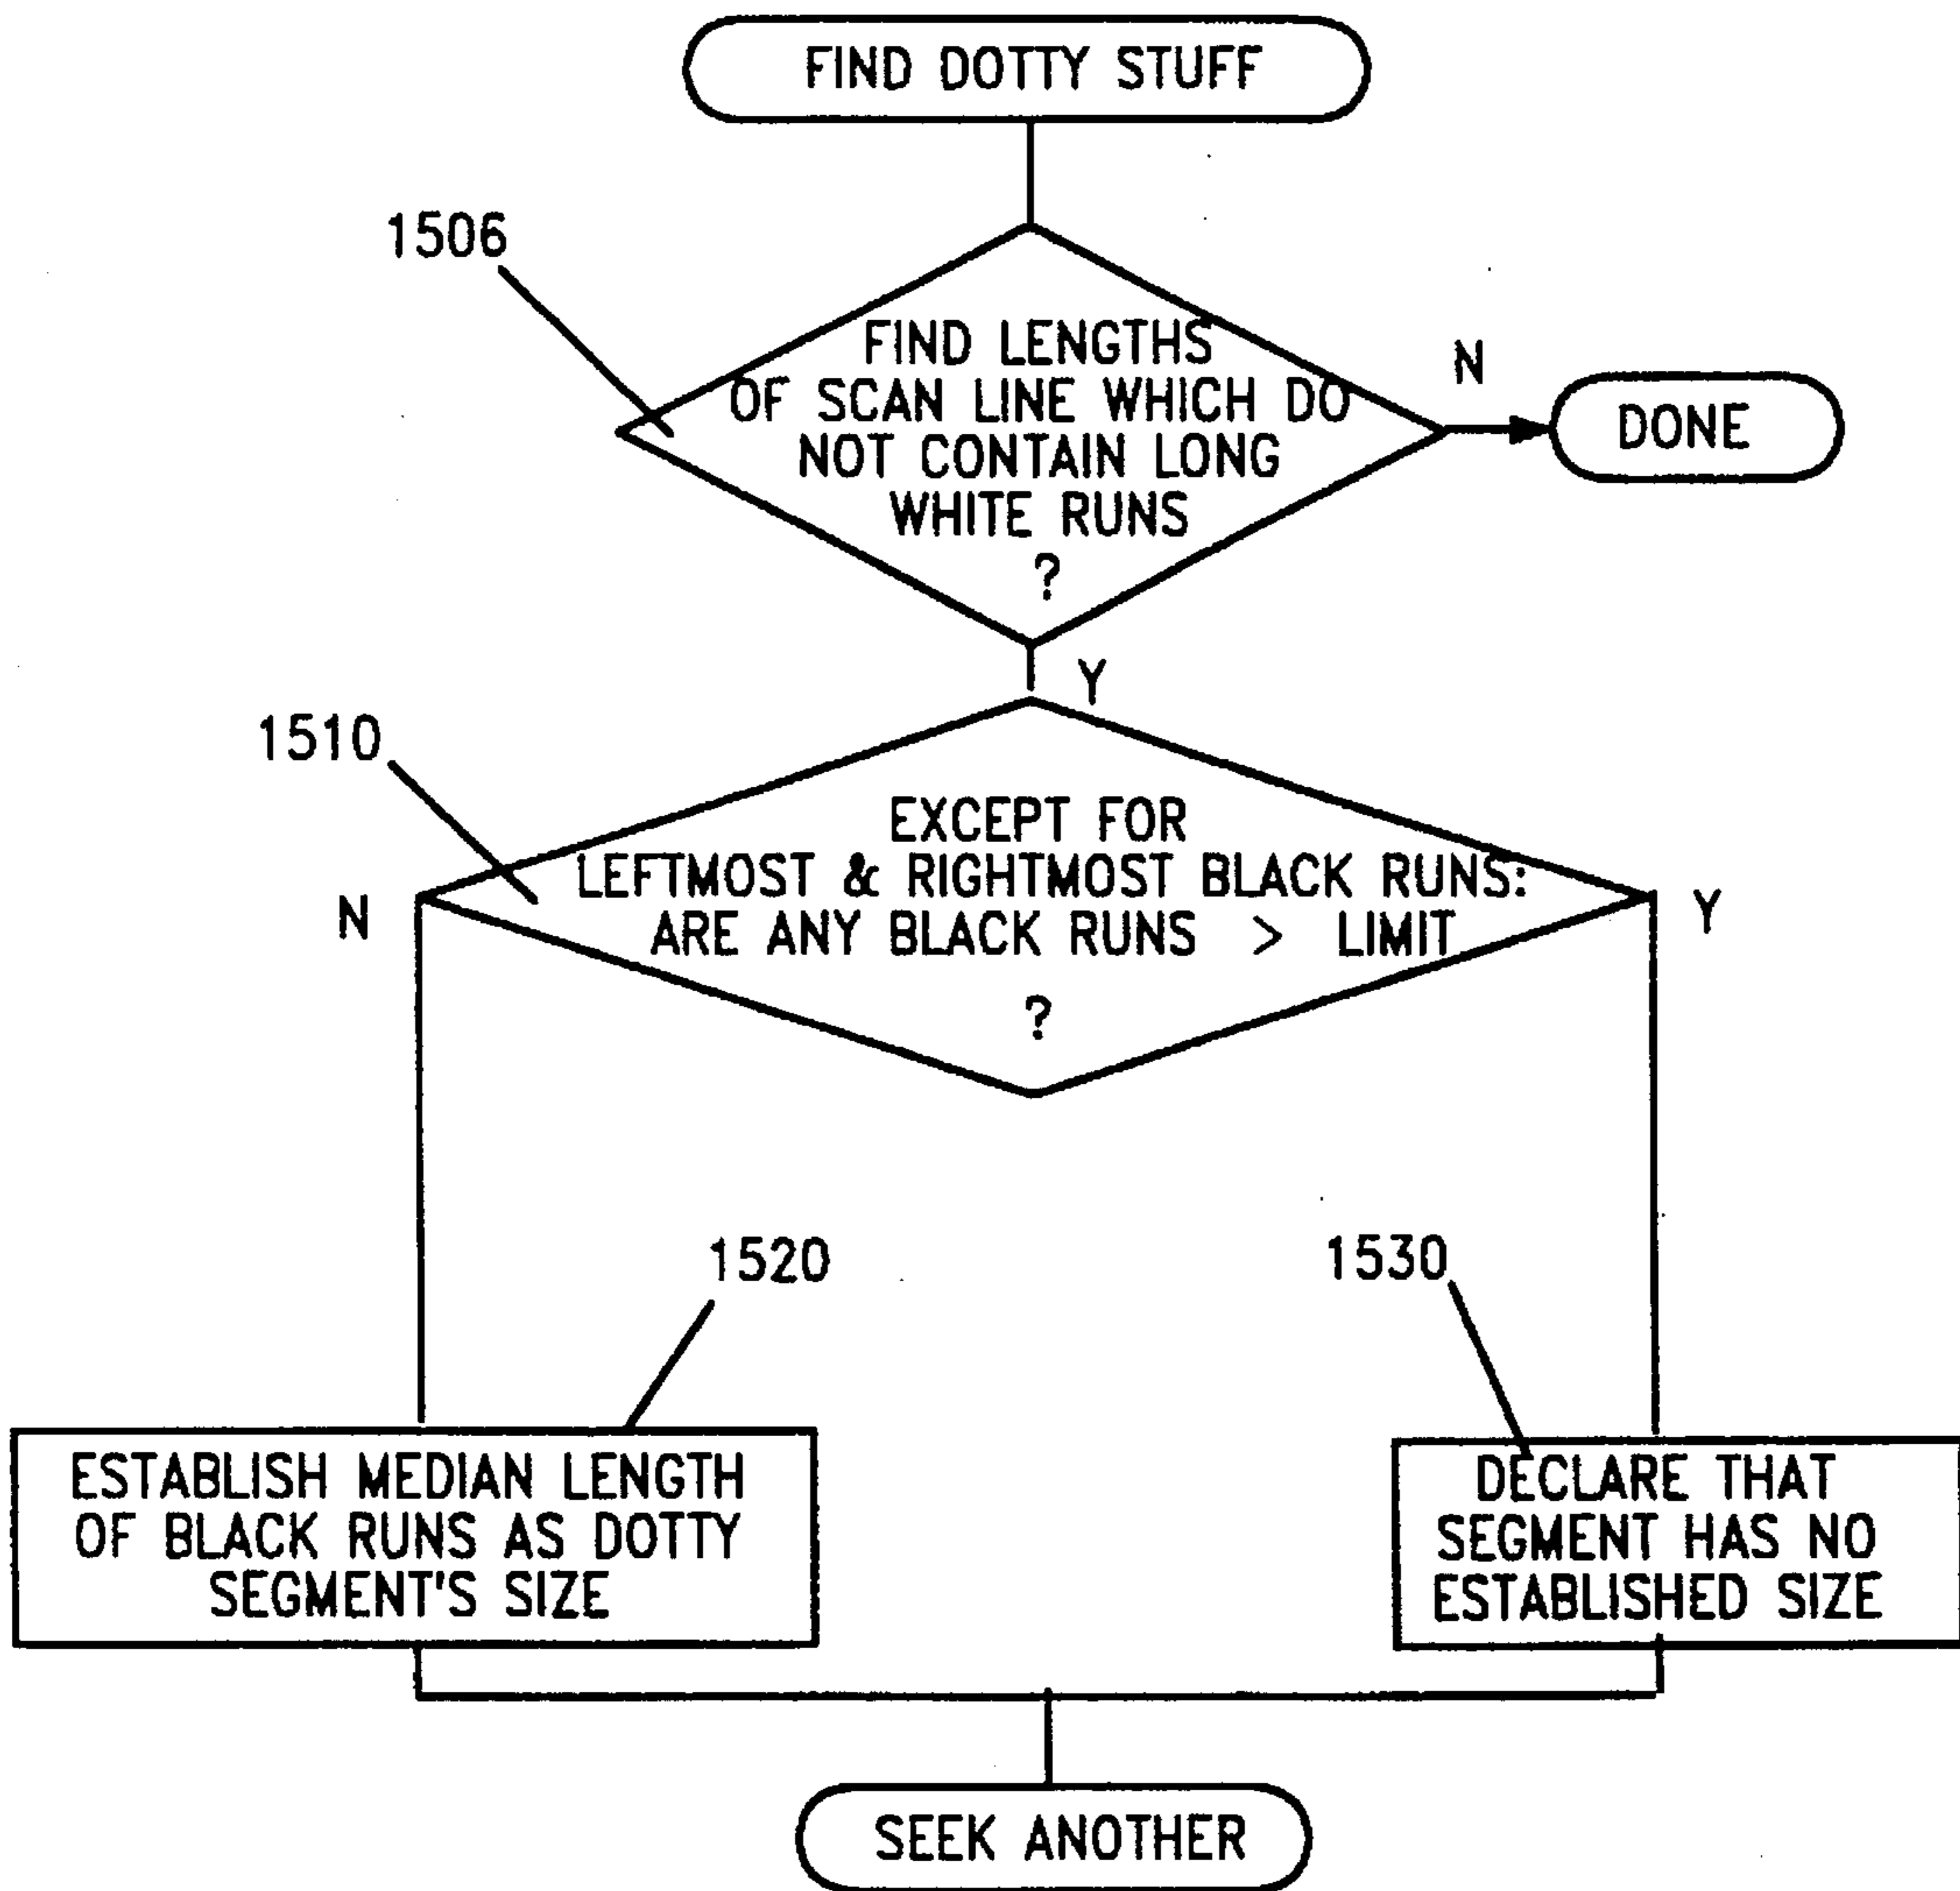 FIND DOTTY STUFF
1506
FIND LENGTHS
OF SCAN LINE WHICH DO
NOT CONTAIN LONG
WHITE RUNS
?
N
DONE
Y
1510
EXCEPT FOR
LEFTMOST & RIGHTMOST BLACK RUNS:
ARE ANY BLACK RUNS > LIMIT
?
N
Y
1520
1530
ESTABLISH MEDIAN LENGTH
OF BLACK RUNS AS DOTTY
SEGMENT'S SIZE
DECLARE THAT
SEGMENT HAS NO
ESTABLISHED SIZE
SEEK ANOTHER